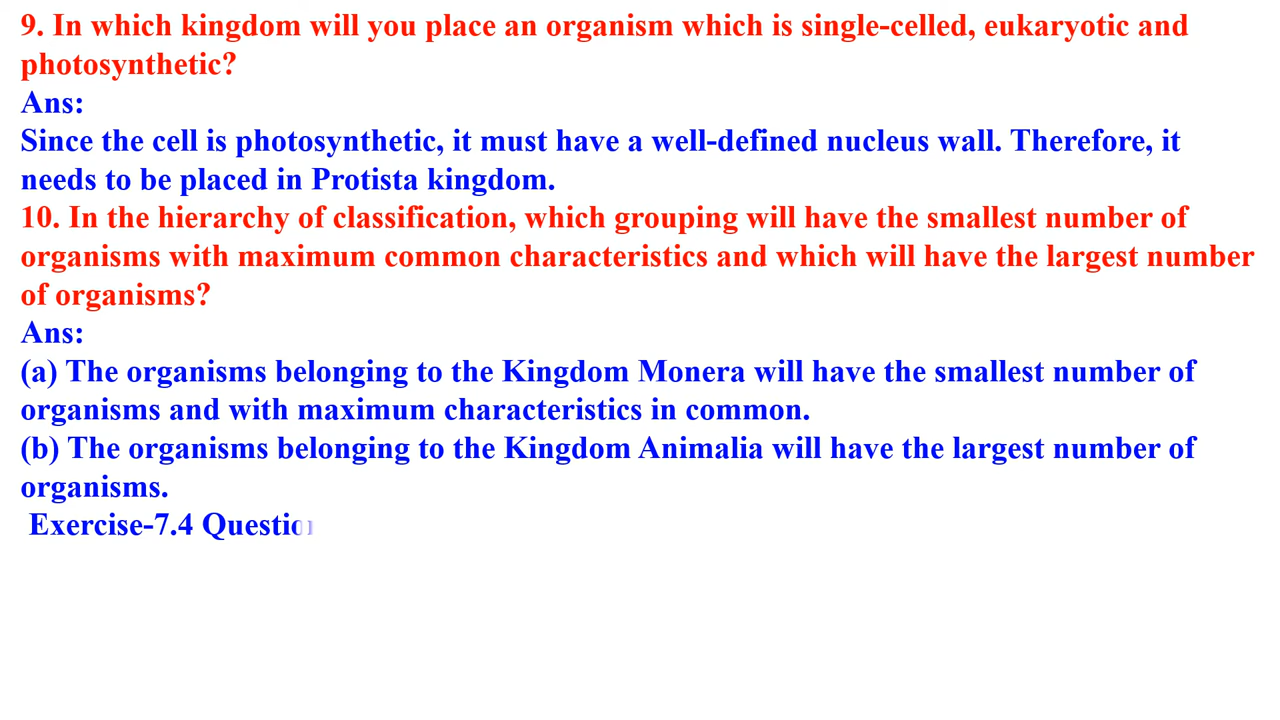 9. In which kingdom will you place an organism which is single-celled, eukaryotic and
photosynthetic?
Ans:
Since the cell is photosynthetic, it must have a well-defined nucleus wall. Therefore, it
needs to be placed in Protista kingdom.
10. In the hierarchy of classification, which grouping will have the smallest number of
organisms with maximum common characteristics and which will have the largest number
of organisms?
Ans:
(a) The organisms belonging to the Kingdom Monera will have the smallest number of
organisms and with maximum characteristics in common.
(b) The organisms belonging to the Kingdom Animalia will have the largest number of
organisms.
Exercise-7.4 Question